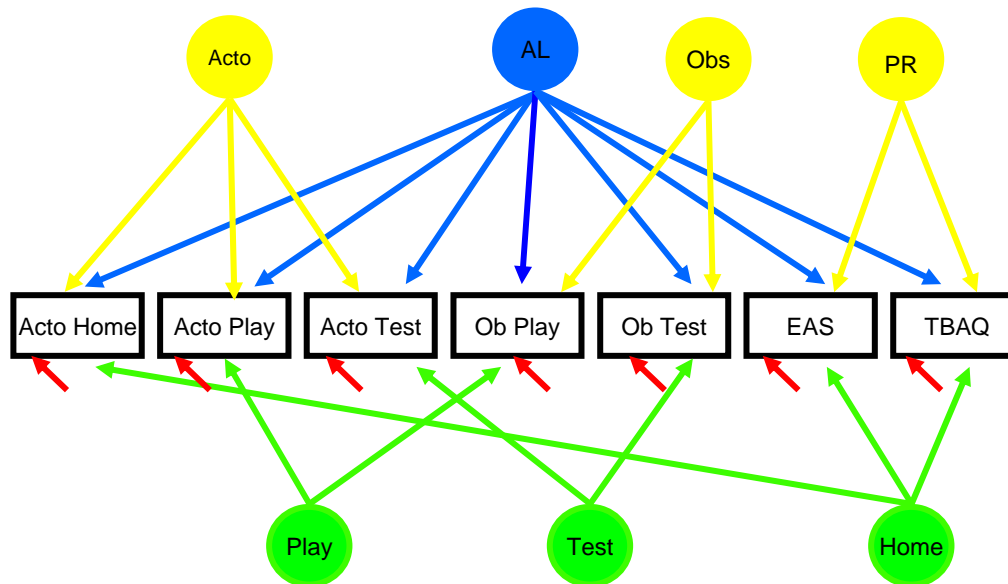 Acto
AL
Obs
PR
Acto Home
Acto Play
Acto Test
Ob Play
Ob Test
EAS
TBAQ
Play
Test
Home